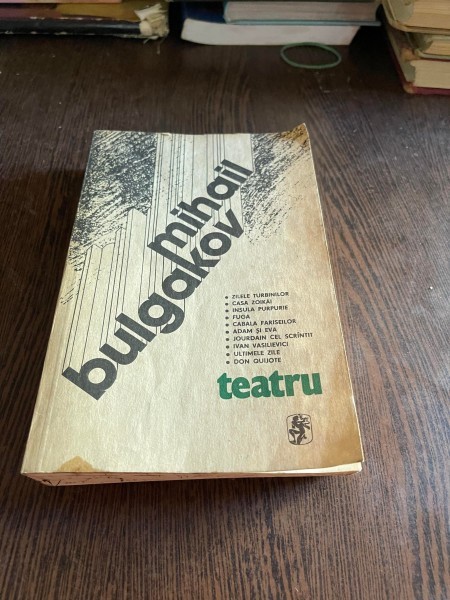 mihail
bulgakov
• ZILELE TURBINILOR
• CASA ZOIKĂI
• INSULA PURPURIE
• FUGA
• CABALA FARISEILOR
• ADAM ȘI EVA
• JOURDAIN CEL SCRÎNTIT
• IVAN VASILIEVICI
• ULTIMELE ZILE
• DON QUIJOTE
teatru